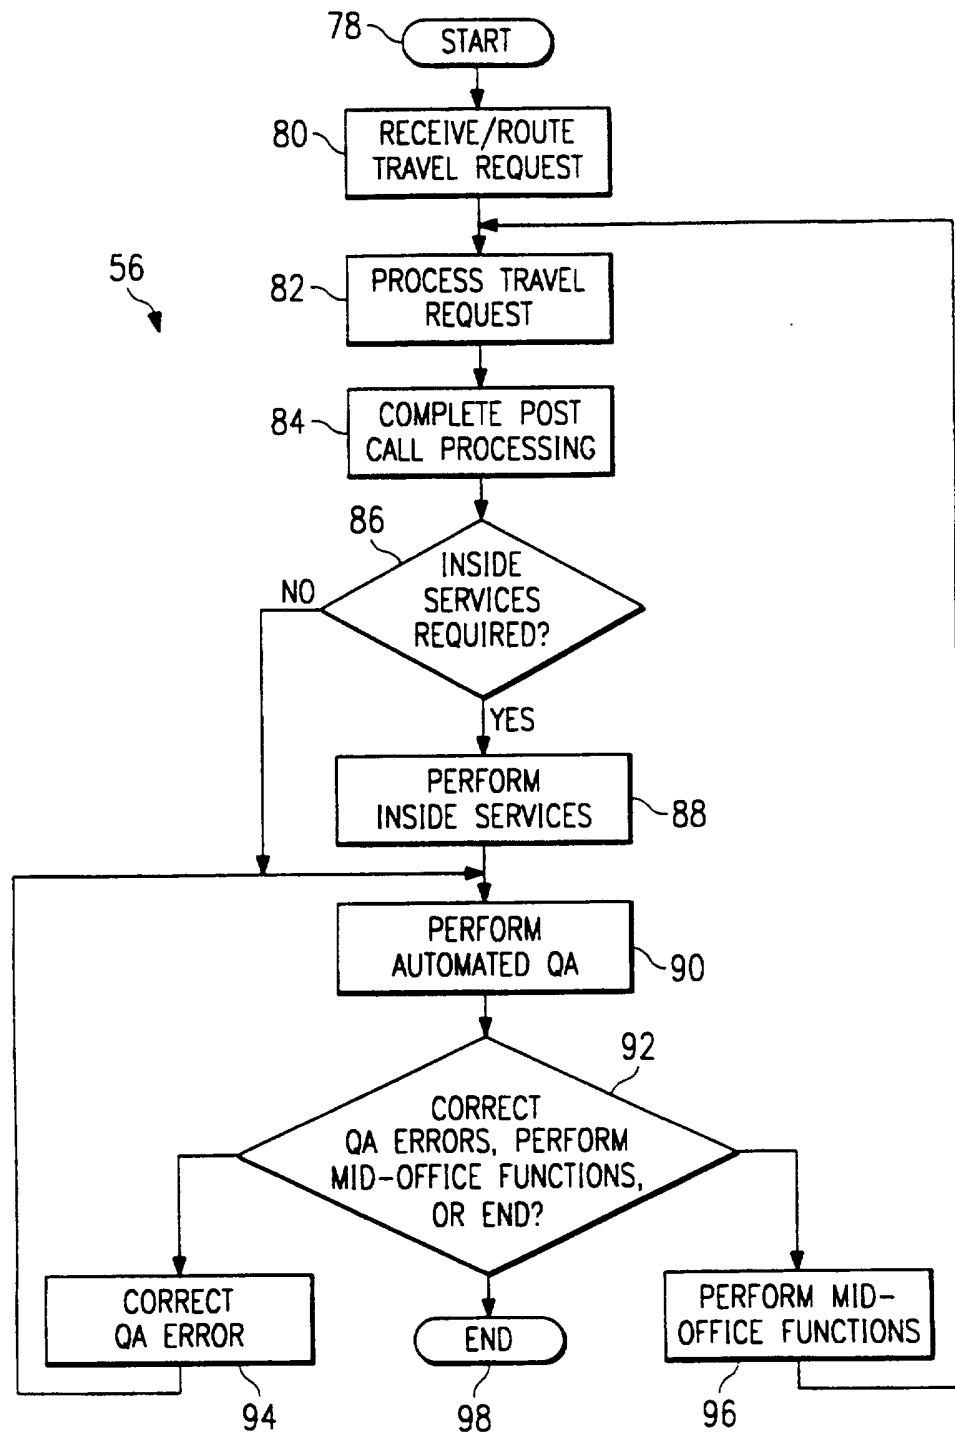 78
START
80
RECEIVE/ROUTE
TRAVEL REQUEST
56
82
PROCESS TRAVEL
REQUEST
84
COMPLETE POST
CALL PROCESSING
86
INSIDE
SERVICES
REQUIRED?
NO
YES
PERFORM
INSIDE SERVICES
88
PERFORM
AUTOMATED QA
90
92
CORRECT
QA ERRORS, PERFORM
MID-OFFICE FUNCTIONS,
OR END?
CORRECT
QA ERROR
94
END
98
PERFORM MID-
OFFICE FUNCTIONS
96